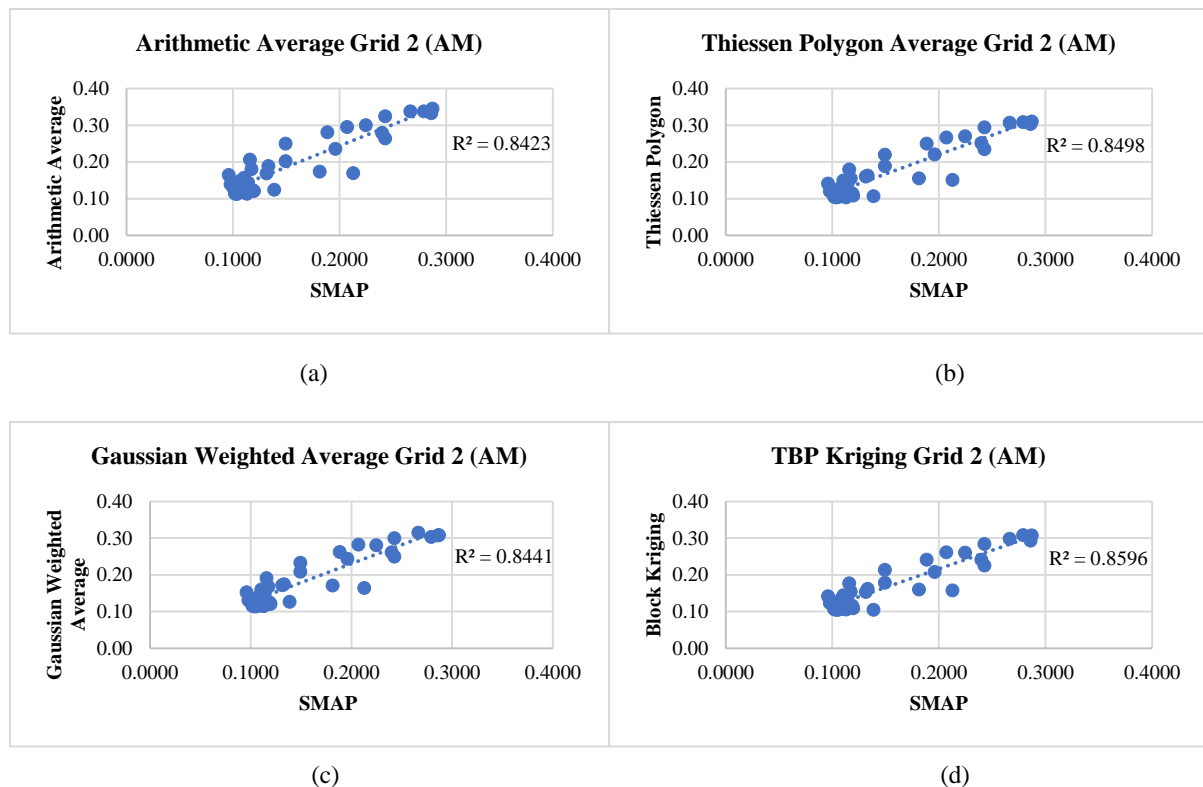 Arithmetic Average Grid 2 (AM)
Arithmetic Average
0.40
0.30
0.20
0.10
0.00
R² = 0.8423
0.0000 0.1000 0.2000 0.3000 0.4000
SMAP
(a)
Thiessen Polygon Average Grid 2 (AM)
Thiessen Polygon
0.40
0.30
0.20
0.10
0.00
R² = 0.8498
0.0000 0.1000 0.2000 0.3000 0.4000
SMAP
(b)
Gaussian Weighted Average Grid 2 (AM)
Gaussian Weighted
Average
0.40
0.30
0.20
0.10
0.00
R² = 0.8441
0.0000 0.1000 0.2000 0.3000 0.4000
SMAP
(c)
TBP Kriging Grid 2 (AM)
Block Kriging
0.40
0.30
0.20
0.10
0.00
R² = 0.8596
0.0000 0.1000 0.2000 0.3000 0.4000
SMAP
(d)